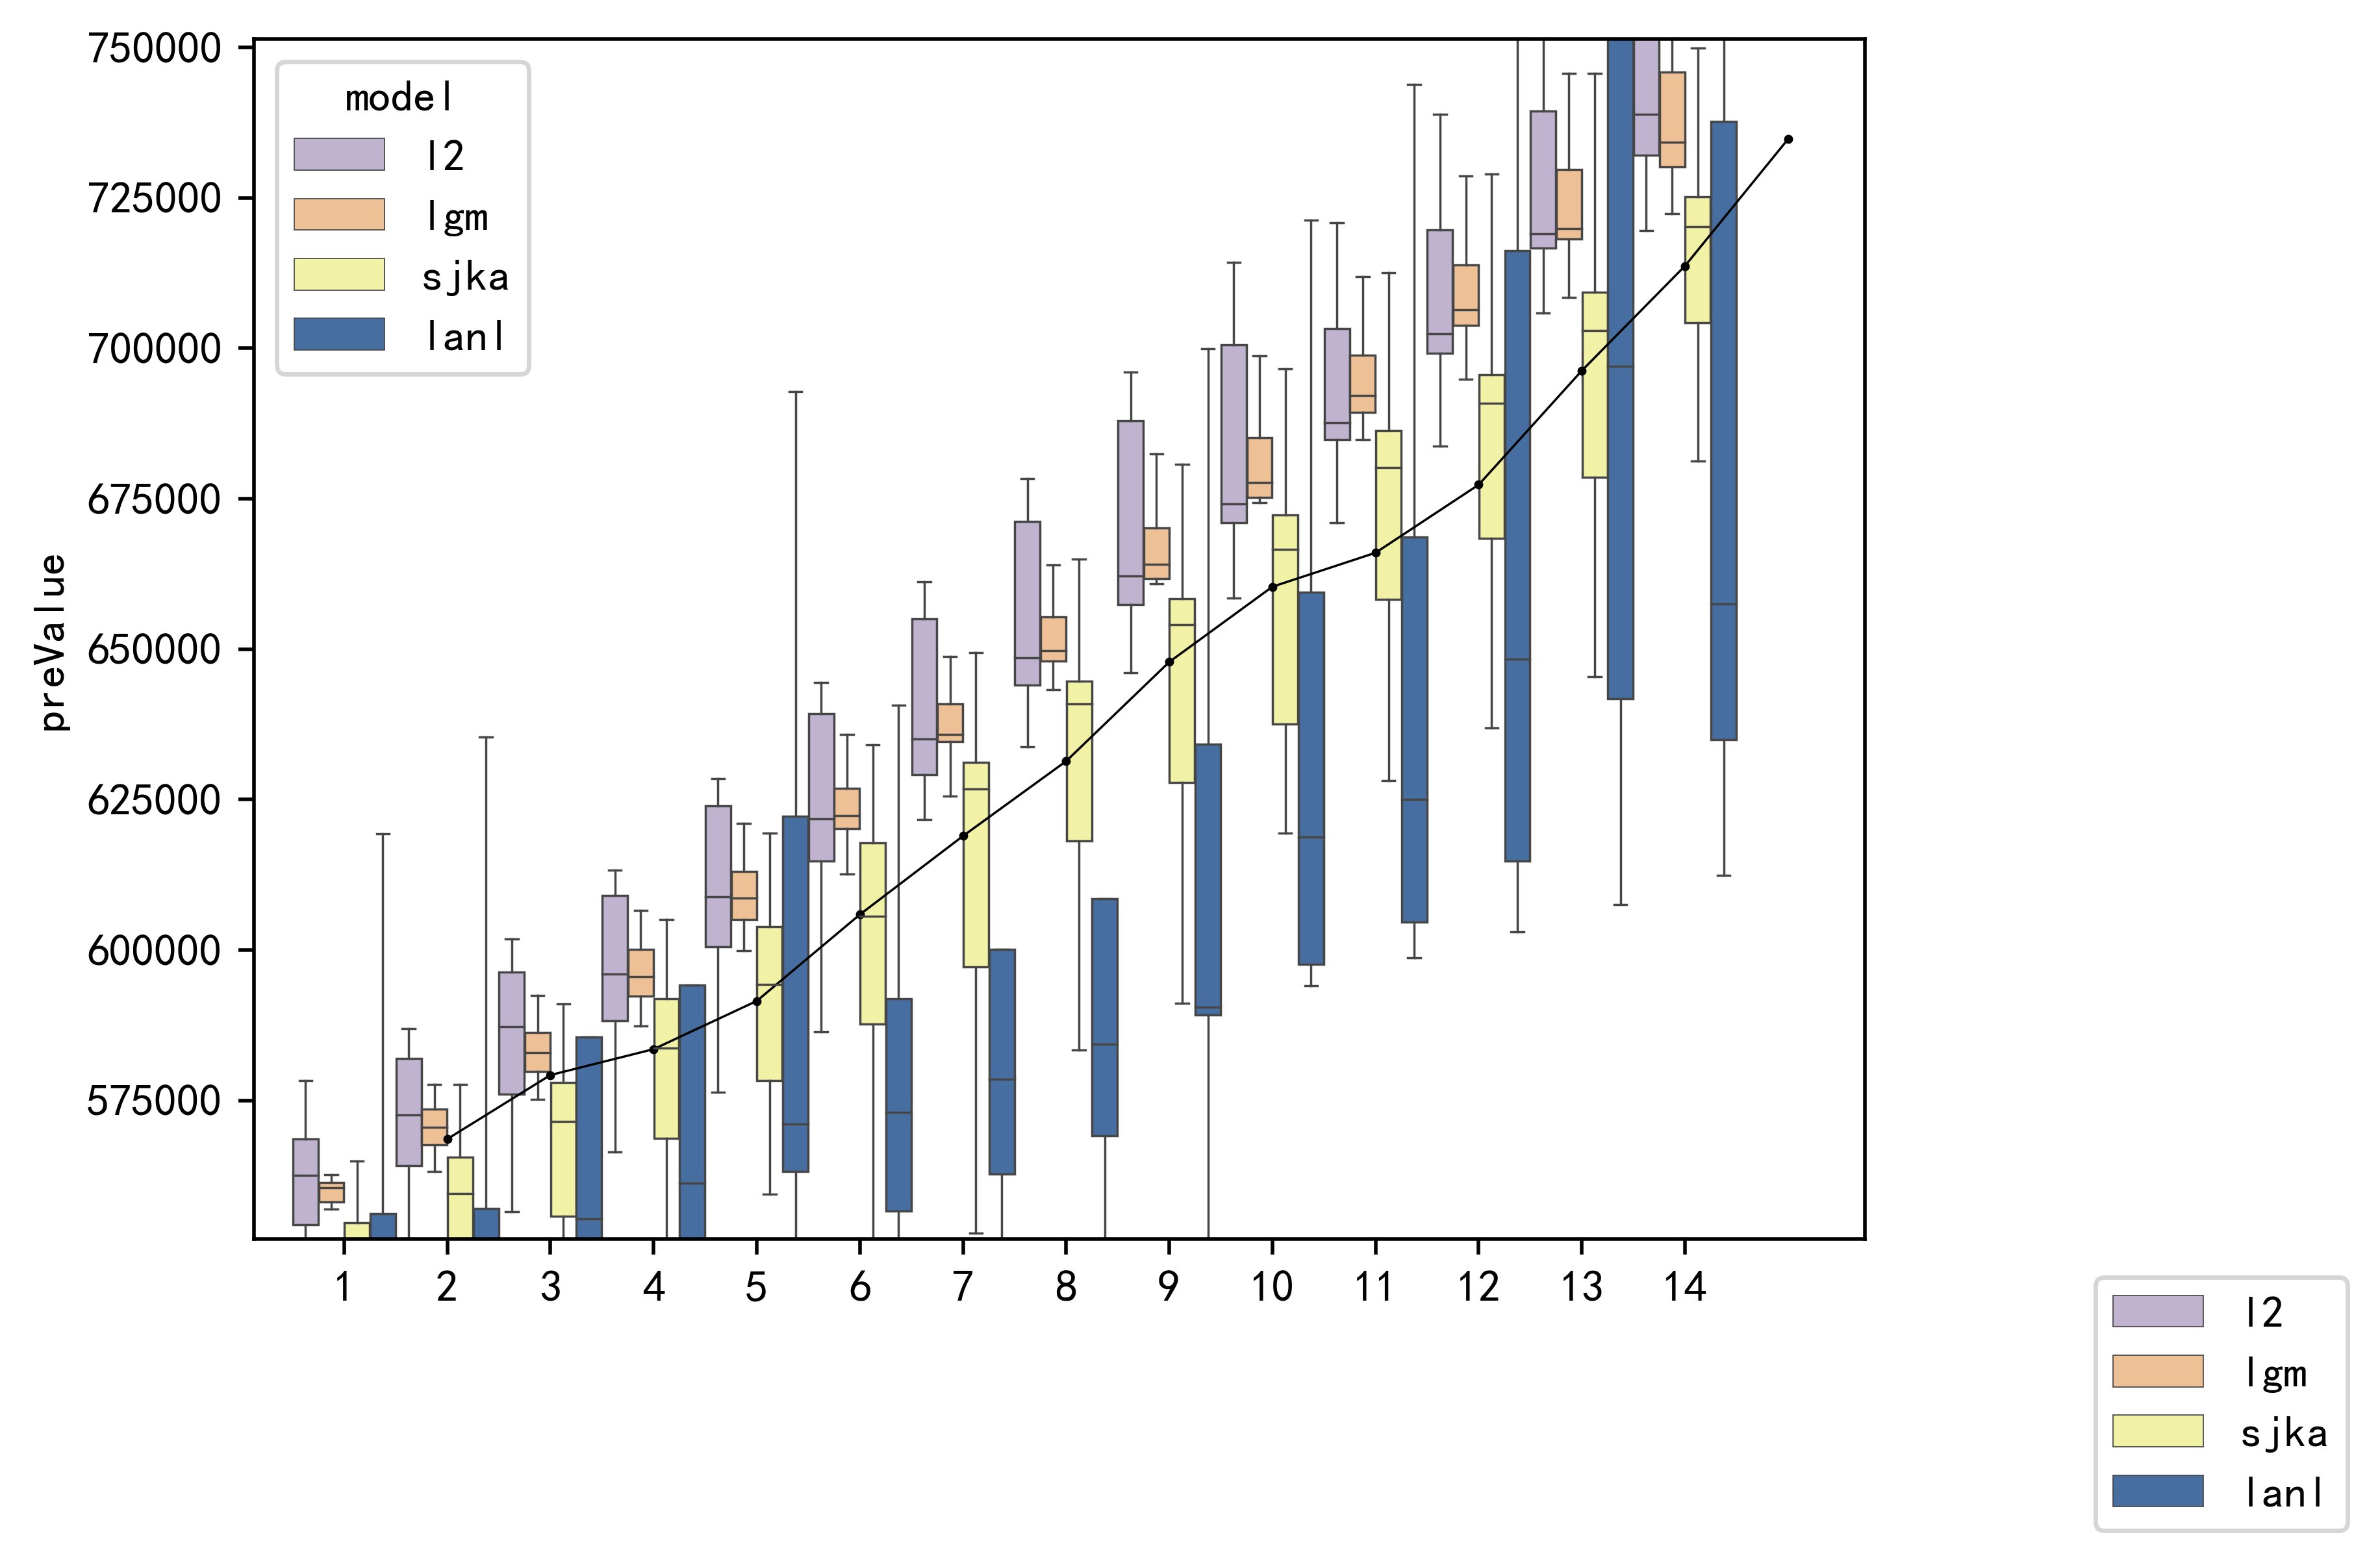 750000
725000
700000
675000
650000
625000
600000
575000
preValue
model
l2
lgm
sjka
lanl
1 2 3 4 5 6 7 8 9 10 11 12 13 14
l2
lgm
sjka
lanl